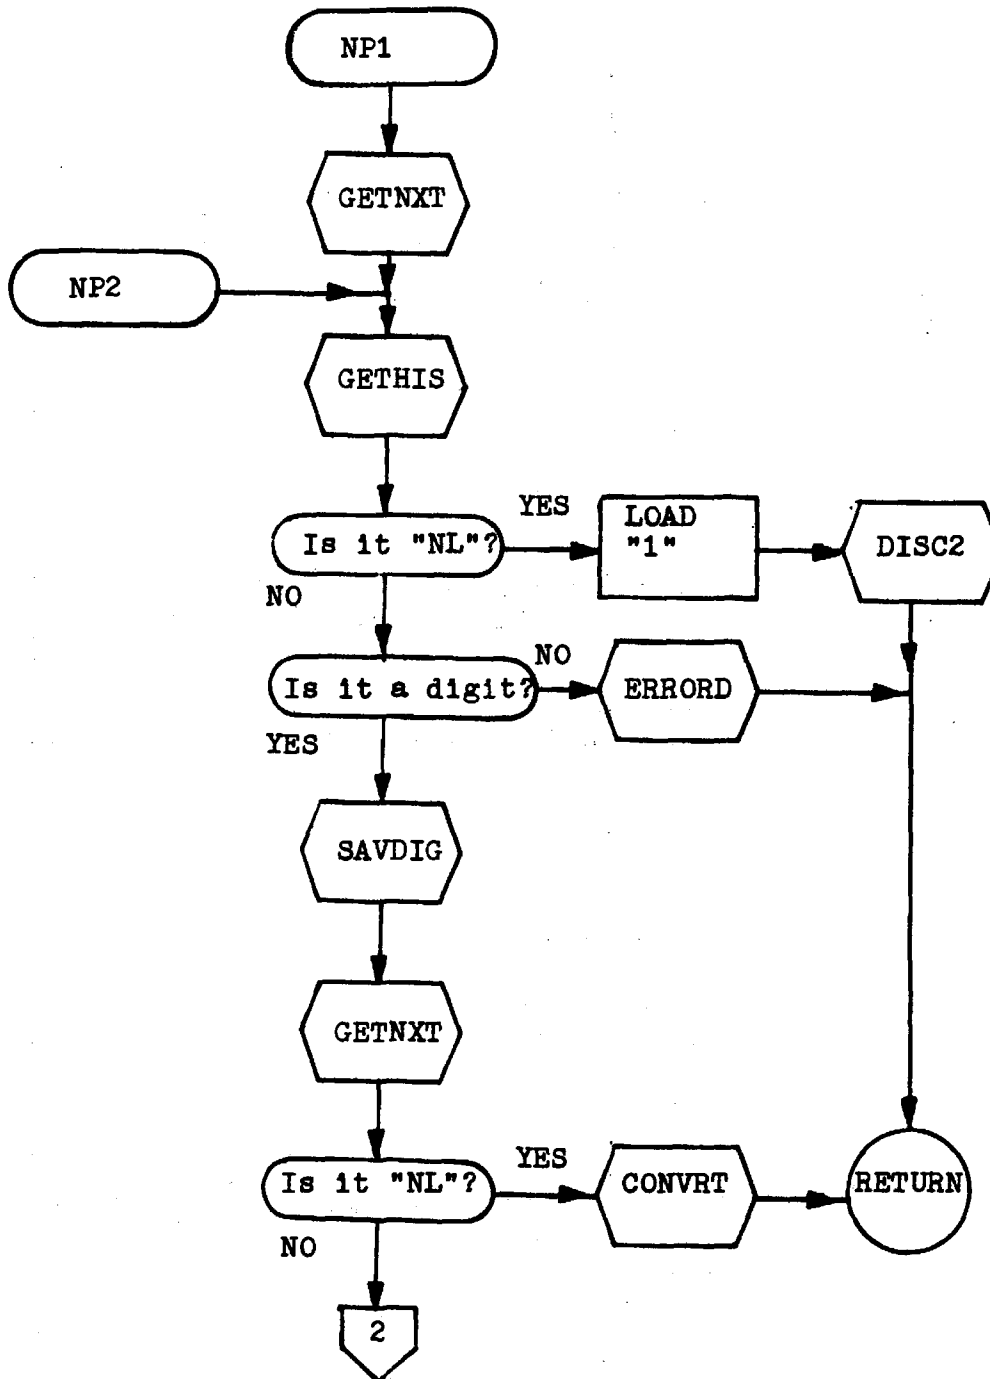 NP1
GETNXT
NP2
GETHIS
YES
LOAD
"1"
DISC2
Is it "NL"?
NO
NO
Is it a digit?
ERRORD
YES
SAVDIG
GETNXT
YES
Is it "NL"?
CONVRT
RETURN
NO
2